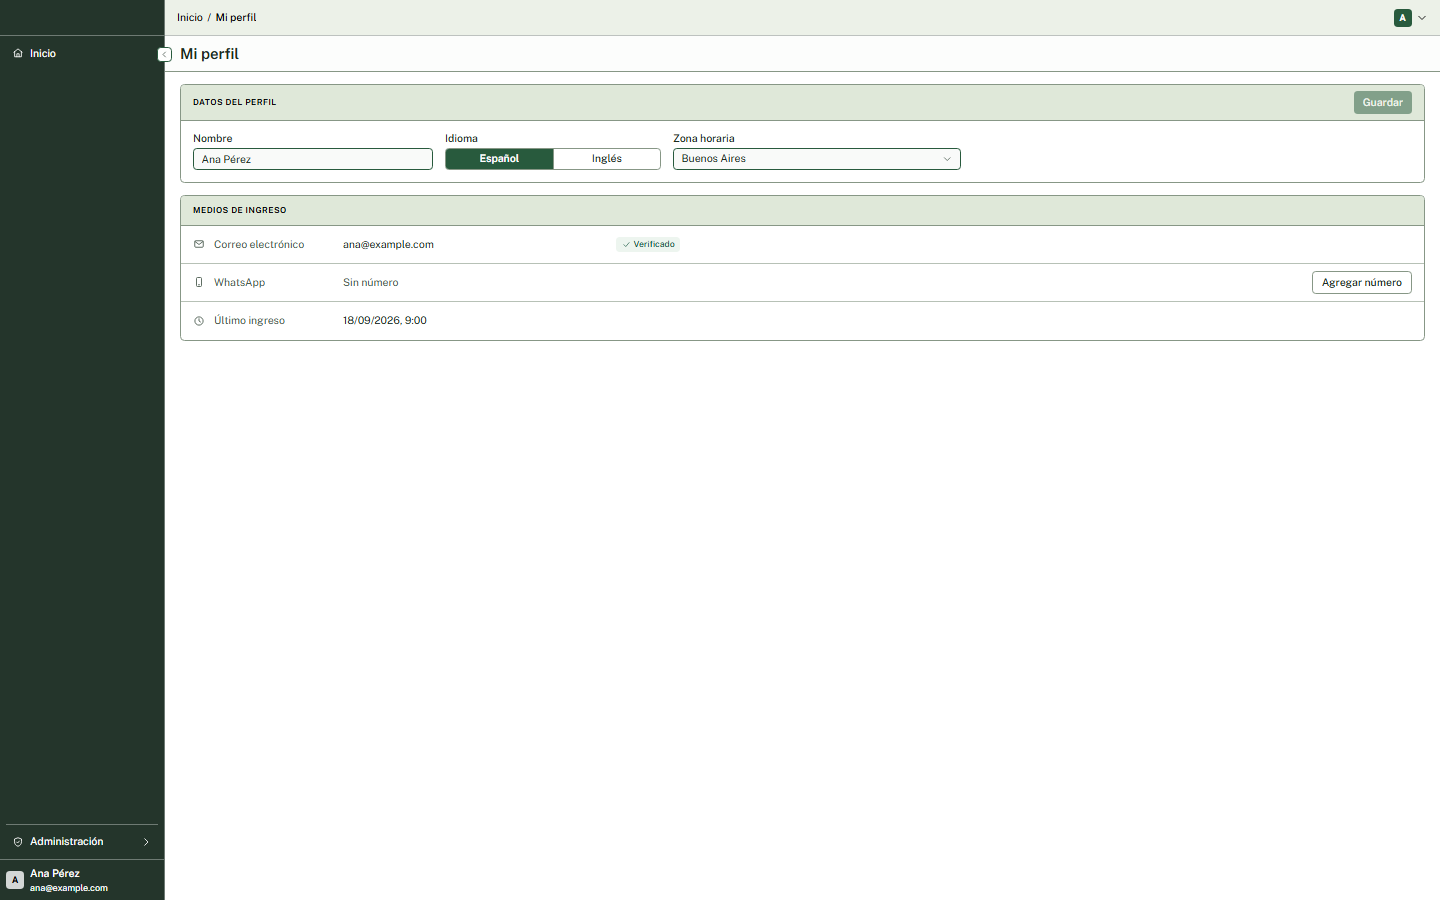 Inicio / Mi perfil
A
Inicio
Mi perfil
DATOS DEL PERFIL
Guardar
Nombre
Idioma
Zona horaria
Ana Pérez
Español
Inglés
Buenos Aires
MEDIOS DE INGRESO
Correo electrónico
ana@example.com
Verificado
WhatsApp
Sin número
Agregar número
Último ingreso
18/09/2026, 9:00
Administración
A
Ana Pérez
ana@example.com